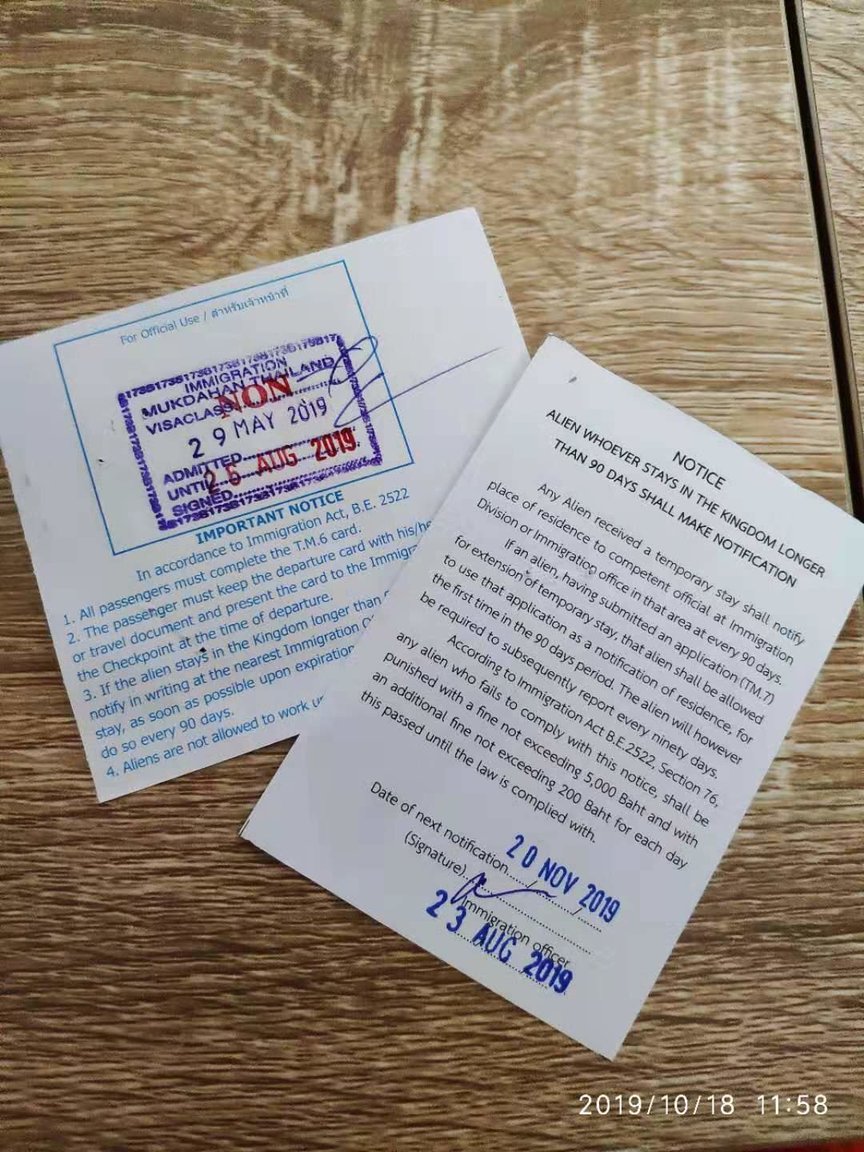 For Official Use / สำหรับเจ้าหน้าที่
IMMIGRATION
MUKDAHAN THAILAND
VISACLASS NON
29 MAY 2019
ADMITTED
UNTIL 26 AUG 2019
SIGNED
IMPORTANT NOTICE
In accordance to Immigration Act, B.E. 2522
1. All passengers must complete the T.M.6 card.
2. The passenger must keep the departure card with his/he
or travel document and present the card to the Immigra
the Checkpoint at the time of departure.
3. If the alien stays in the Kingdom longer than
notify in writing at the nearest Immigration
stay, as soon as possible upon expiration
do so every 90 days.
4. Aliens are not allowed to work
NOTICE
ALIEN WHOEVER STAYS IN THE KINGDOM LONGER
THAN 90 DAYS SHALL MAKE NOTIFICATION
Any Alien received a temporary stay shall notify
place of residence to competent official at Immigration
Division or Immigration office in that area at every 90 days.
If an alien, having submitted an application (TM.7)
for extension of temporary stay, that alien shall be allowed
to use that application as a notification of residence, for
the first time in the 90 days period. The alien will however
be required to subsequently report every ninety days.
According to Immigration Act B.E.2522, Section 76,
any alien who fails to comply with this notice, shall be
punished with a fine not exceeding 5,000 Baht and with
an additional fine not exceeding 200 Baht for each day
this passed until the law is complied with.
Date of next notification 20 NOV 2019
(Signature)
Immigration officer
23 AUG 2019
2019/10/18 11:58